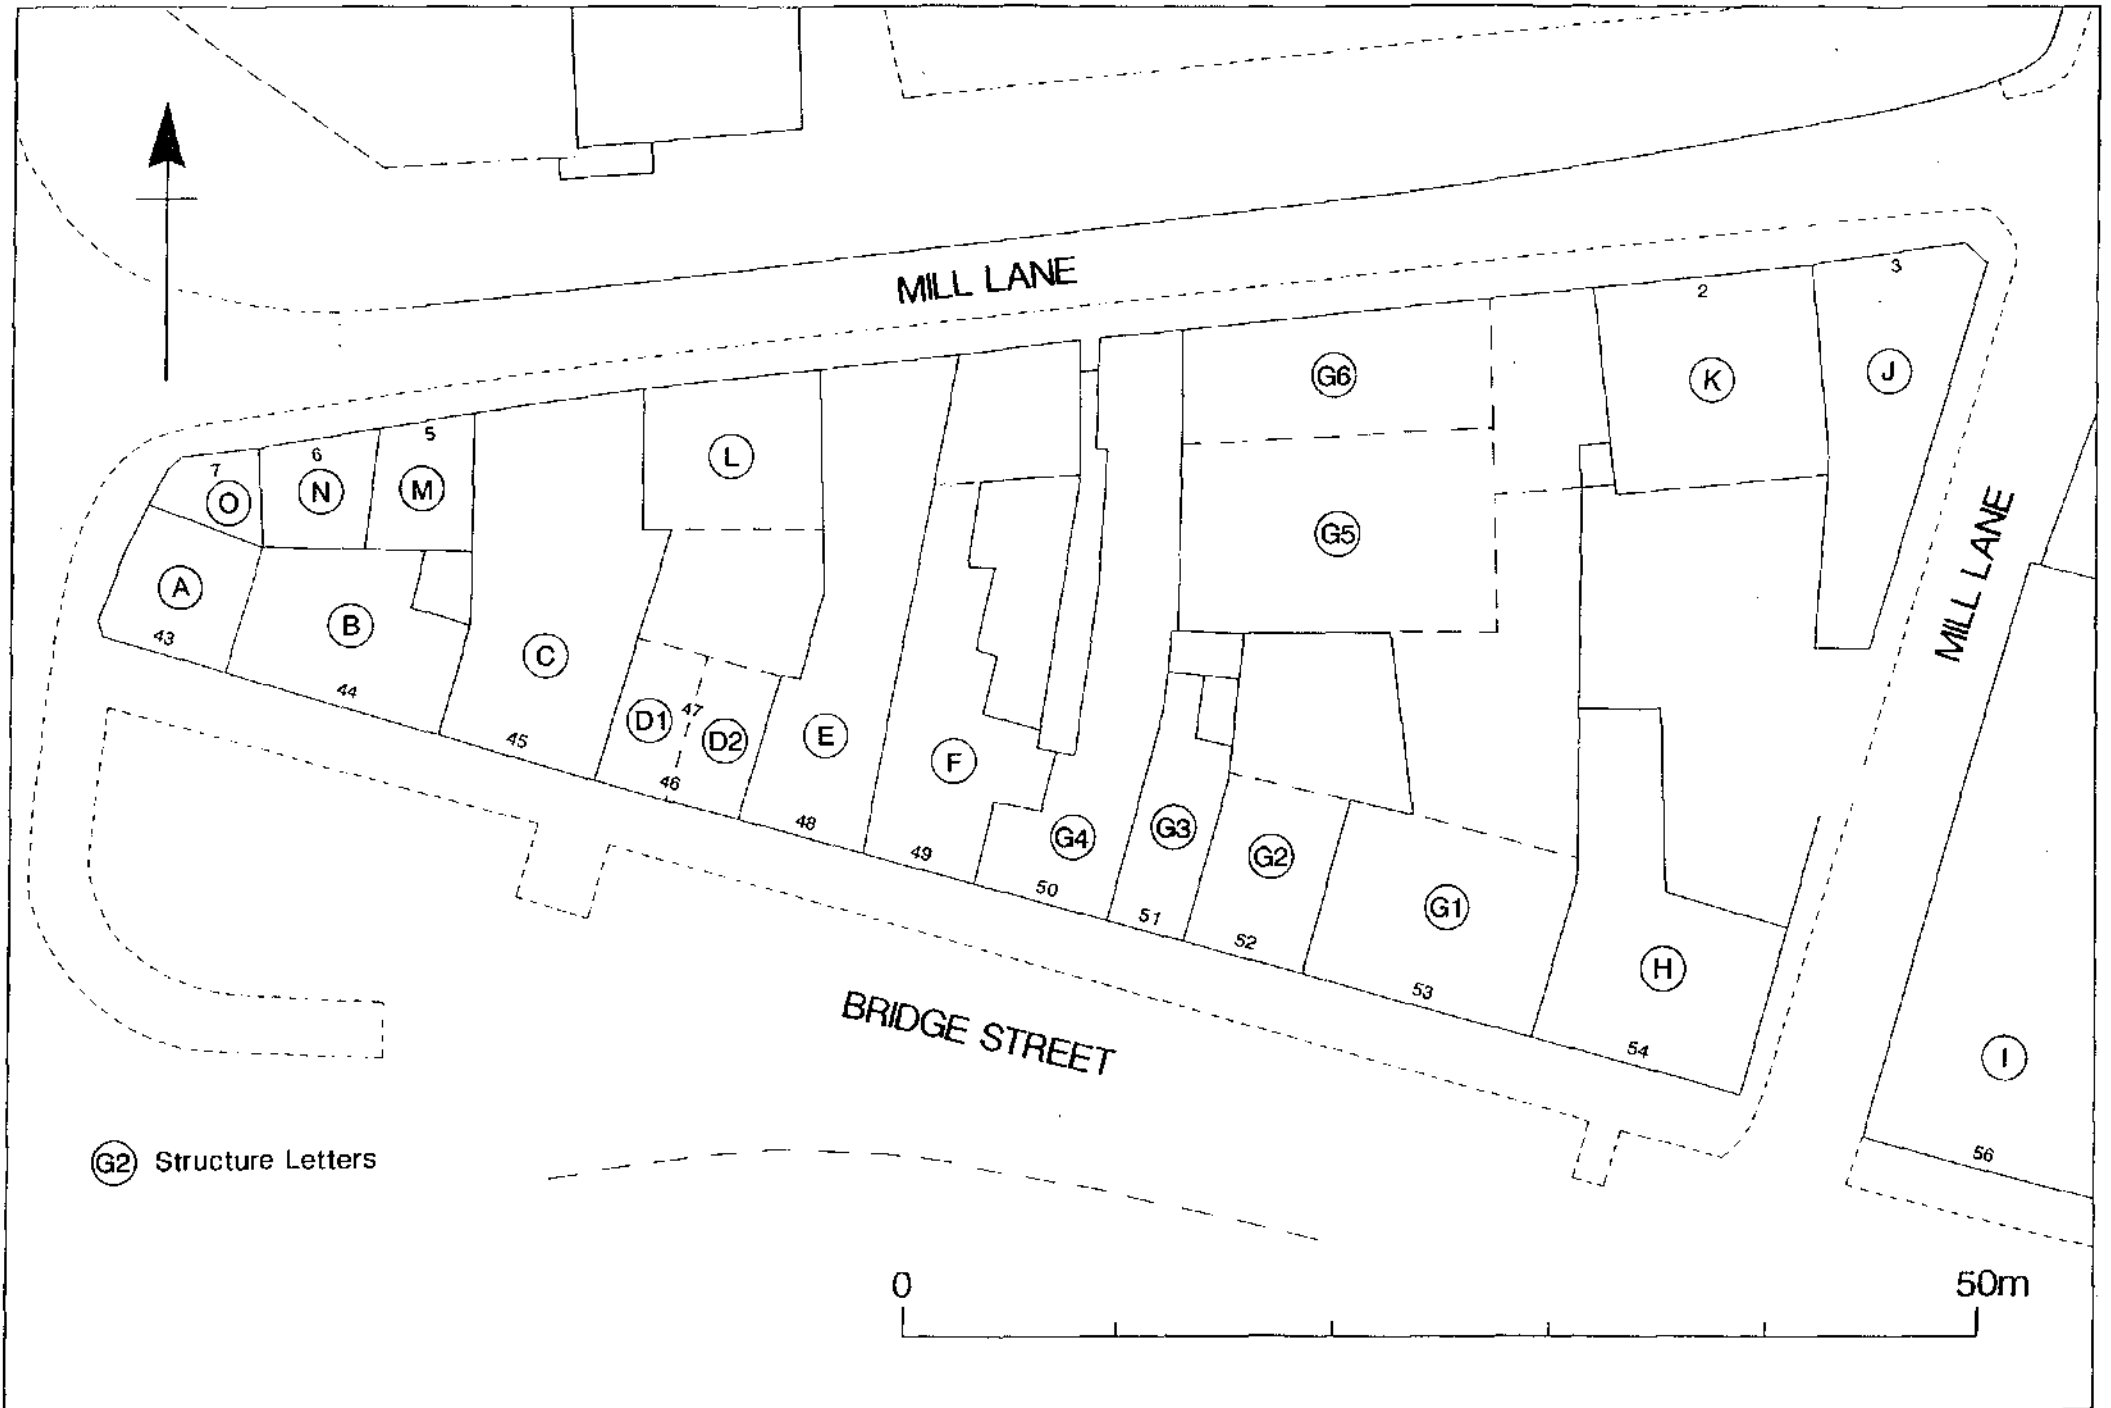 MILL LANE
3
2
G6
K
J
5
6
7
L
O
N
M
MILL LANE
G5
A
B
C
43
44
D1
47
D2
E
F
45
46
48
49
G4
G3
G2
G1
50
51
52
53
H
54
I
56
BRIDGE STREET
G2 Structure Letters
0 50m